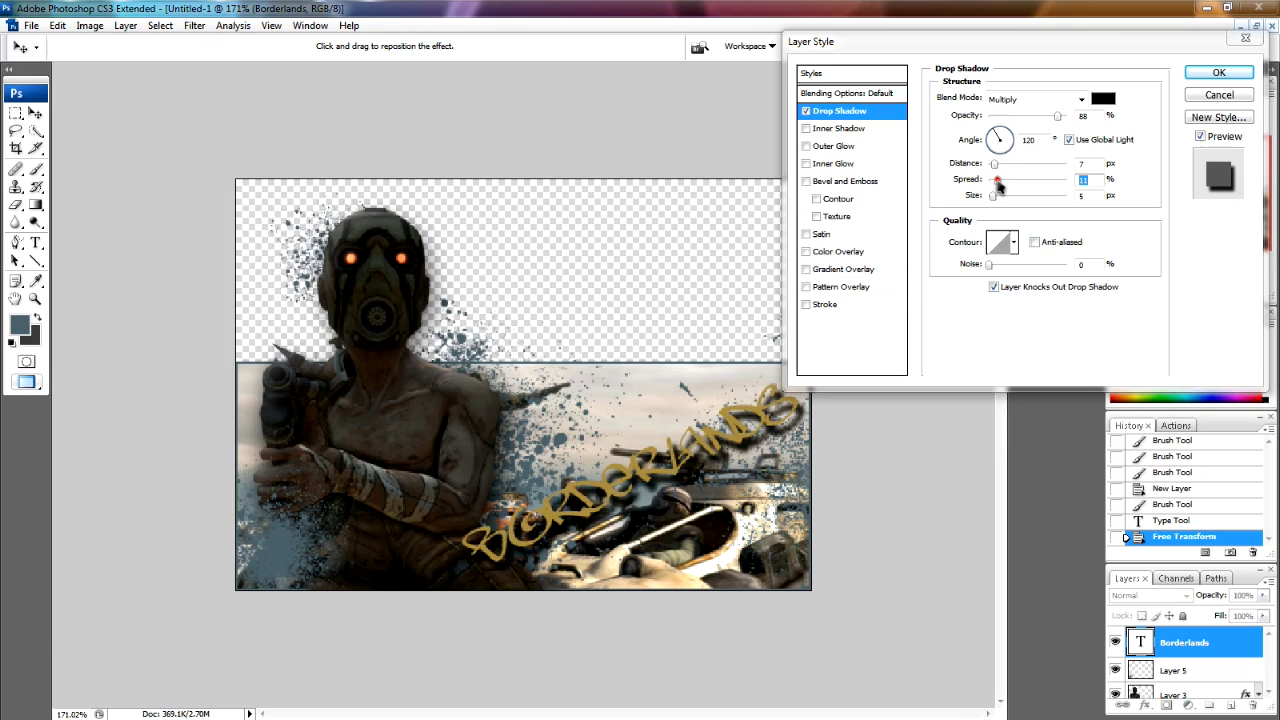 Ps Adobe Photoshop CS3 Extended - [Untitled-1 @ 171% (Borderlands, RGB/8)]
File Edit Image Layer Select Filter Analysis View Window Help
Click and drag to reposition the effect.
Workspace
Ps
Layer Style
Styles
Blending Options: Default
Drop Shadow
Inner Shadow
Outer Glow
Inner Glow
Bevel and Emboss
Contour
Texture
Satin
Color Overlay
Gradient Overlay
Pattern Overlay
Stroke
Drop Shadow
Structure
Blend Mode: Multiply
Opacity: 88 %
Angle: 120 ° Use Global Light
Distance: 7 px
Spread: 11 %
Size: 5 px
Quality
Contour: Anti-aliased
Noise: 0 %
Layer Knocks Out Drop Shadow
OK
Cancel
New Style...
Preview
BORDERLANDS
History x Actions
Brush Tool
Brush Tool
Brush Tool
New Layer
Brush Tool
T Type Tool
Free Transform
Layers x Channels Paths
Normal Opacity: 100%
Lock: Fill: 100%
T Borderlands
Layer 5
Layer 3 fx
171.02% Doc: 369.1K/2.70M